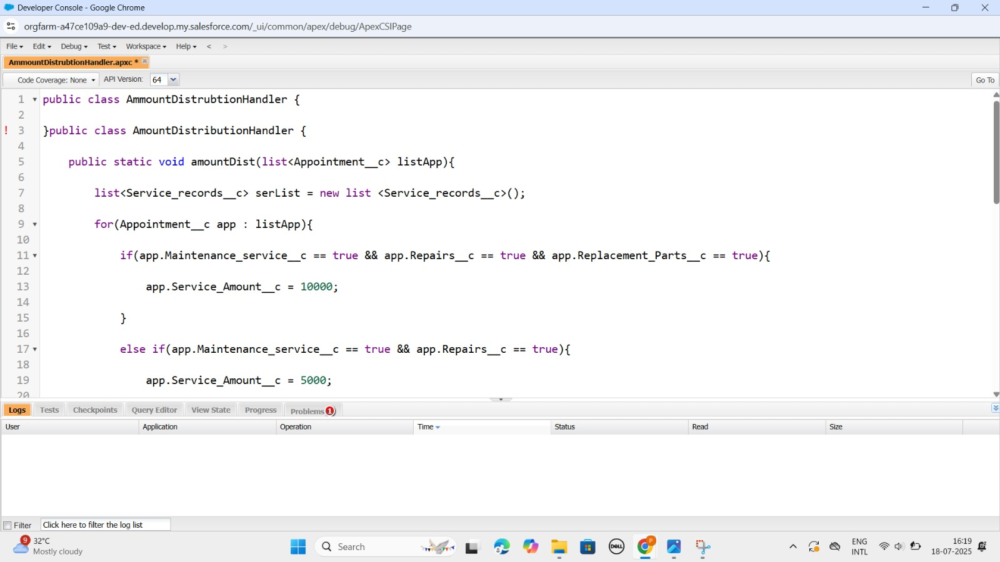 Developer Console - Google Chrome
orgfarm-a47ce109a9-dev-ed.develop.my.salesforce.com/_ui/common/apex/debug/ApexCSIPage
File Edit Debug Test Workspace Help < >
AmmountDistrubtionHandler.apxc *
Code Coverage: None API Version: 64 Go To
1 public class AmmountDistrubtionHandler {
2
! 3 }public class AmountDistributionHandler {
4
5 public static void amountDist(list<Appointment__c> listApp){
6
7 list<Service_records__c> serList = new list <Service_records__c>();
8
9 for(Appointment__c app : listApp){
10
11 if(app.Maintenance_service__c == true && app.Repairs__c == true && app.Replacement_Parts__c == true){
12
13 app.Service_Amount__c = 10000;
14
15 }
16
17 else if(app.Maintenance_service__c == true && app.Repairs__c == true){
18
19 app.Service_Amount__c = 5000;
20
Logs Tests Checkpoints Query Editor View State Progress Problems 1
User Application Operation Time Status Read Size
Filter Click here to filter the log list
9 32°C
Mostly cloudy
Search
DELL
P
ENG
INTL
16:19
18-07-2025